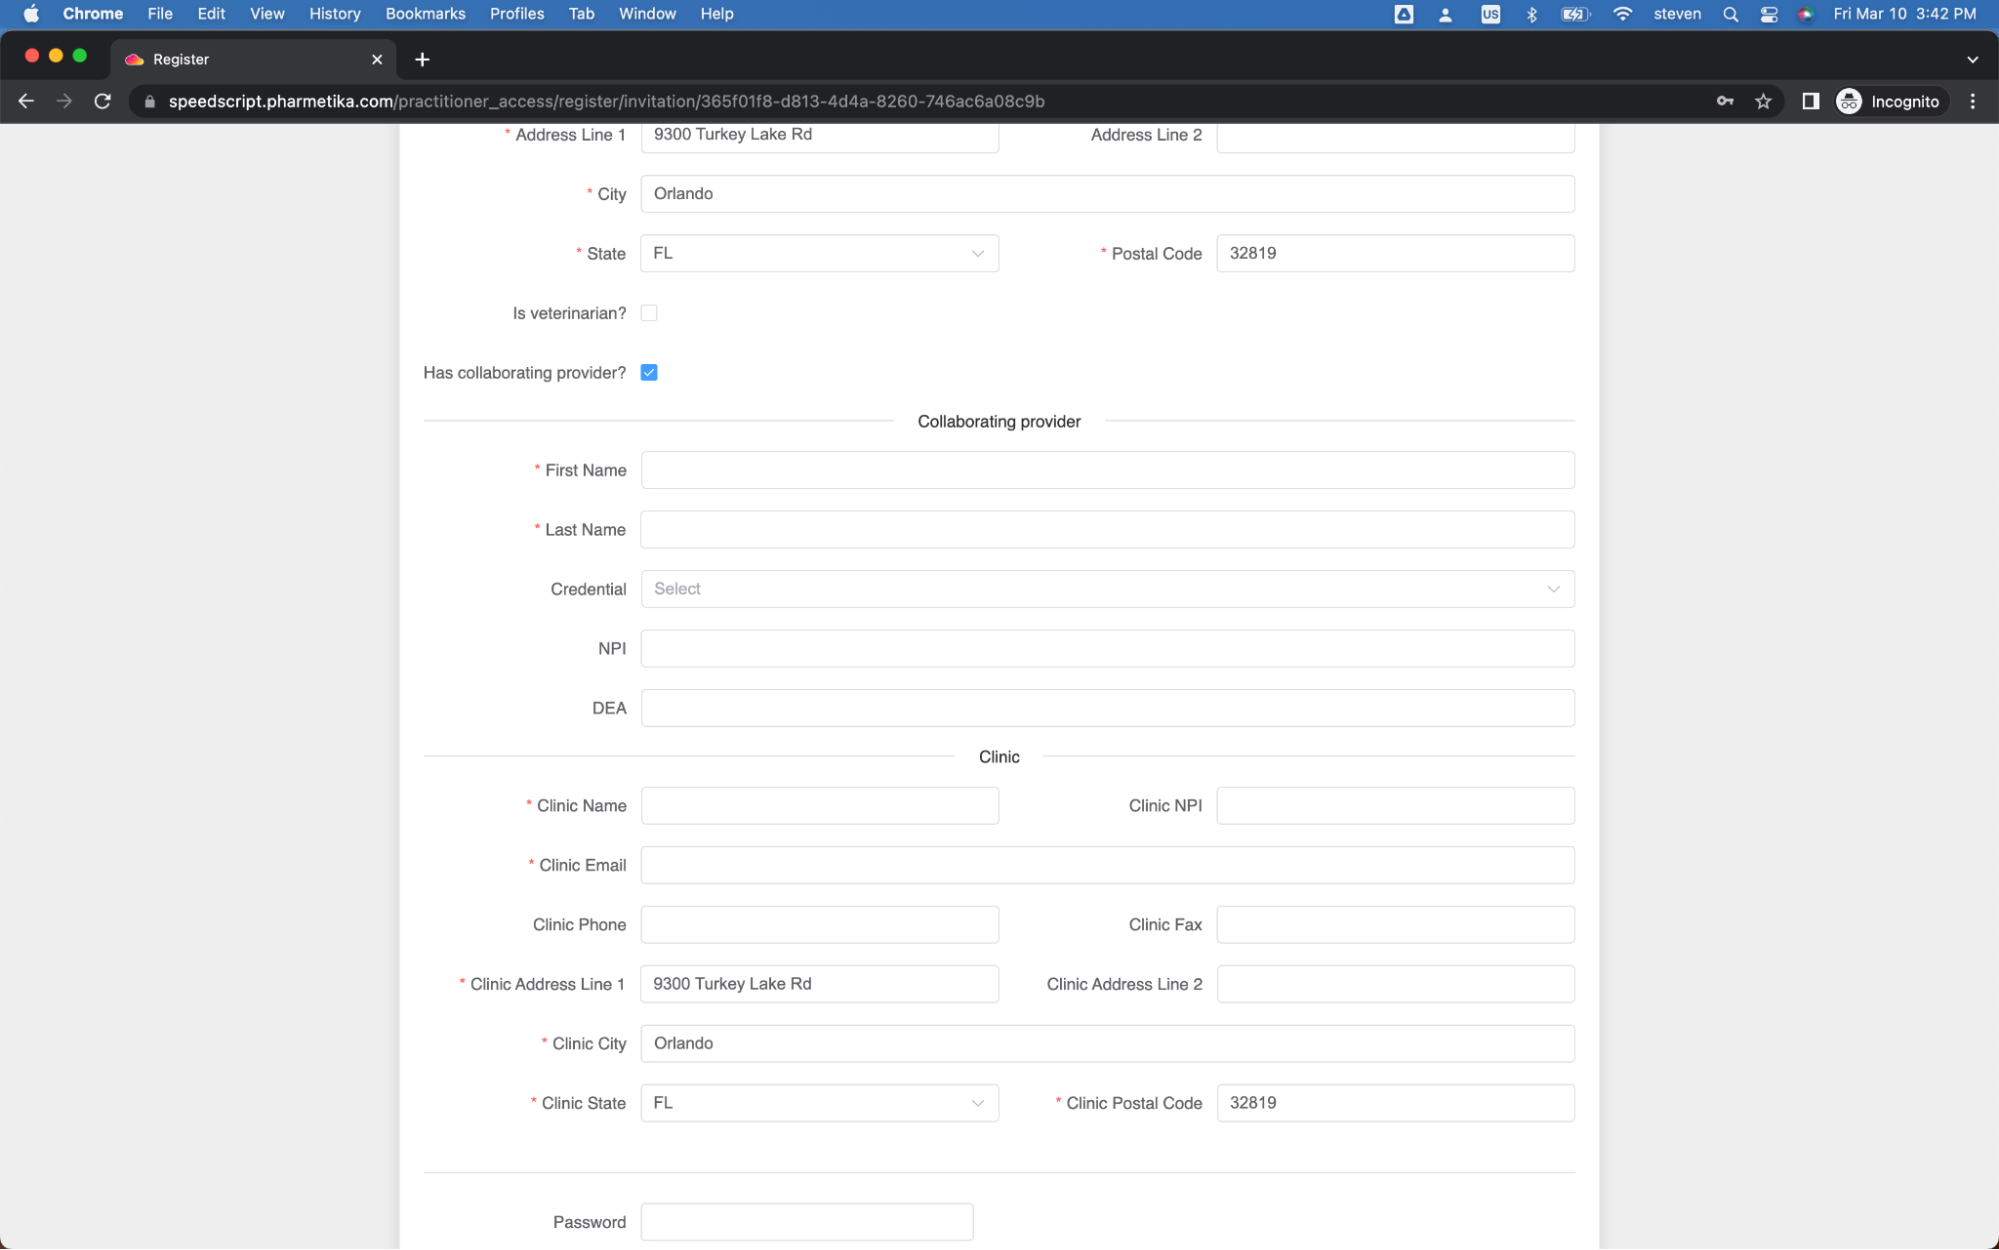 Chrome File Edit View History Bookmarks Profiles Tab Window Help US steven Fri Mar 10 3:42 PM
Register
speedscript.pharmetika.com/practitioner_access/register/invitation/365f01f8-d813-4d4a-8260-746ac6a08c9b Incognito
* Address Line 1 9300 Turkey Lake Rd Address Line 2
* City Orlando
* State FL * Postal Code 32819
Is veterinarian?
Has collaborating provider?
Collaborating provider
* First Name
* Last Name
Credential Select
NPI
DEA
Clinic
* Clinic Name Clinic NPI
* Clinic Email
Clinic Phone Clinic Fax
* Clinic Address Line 1 9300 Turkey Lake Rd Clinic Address Line 2
* Clinic City Orlando
* Clinic State FL * Clinic Postal Code 32819
Password